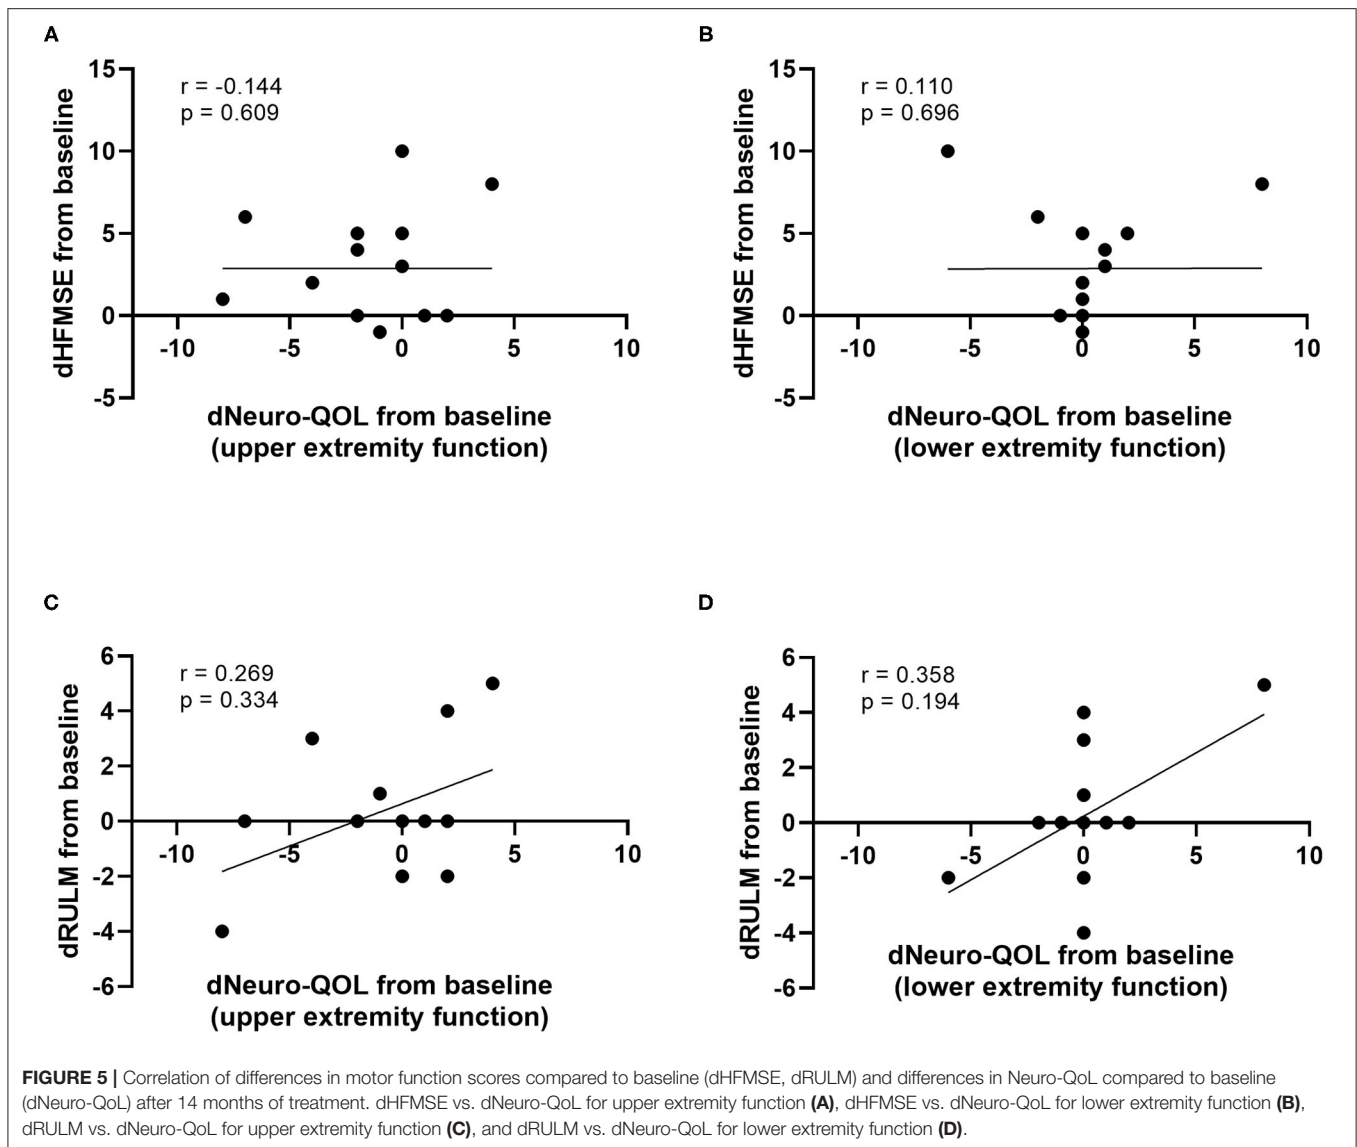 A
15
10
5
0
-5
-10
-5
0
5
10
r = -0.144
p = 0.609
dHFMSE from baseline
dNeuro-QOL from baseline
(upper extremity function)
B
15
10
5
0
-5
-10
-5
0
5
10
r = 0.110
p = 0.696
dHFMSE from baseline
dNeuro-QOL from baseline
(lower extremity function)
C
6
4
2
0
-2
-4
-6
-10
-5
0
5
10
r = 0.269
p = 0.334
dRULM from baseline
dNeuro-QOL from baseline
(upper extremity function)
D
6
4
2
0
-2
-4
-6
-10
-5
0
5
10
r = 0.358
p = 0.194
dRULM from baseline
dNeuro-QOL from baseline
(lower extremity function)
FIGURE 5 | Correlation of differences in motor function scores compared to baseline (dHFMSE, dRULM) and differences in Neuro-QoL compared to baseline
(dNeuro-QoL) after 14 months of treatment. dHFMSE vs. dNeuro-QoL for upper extremity function (A), dHFMSE vs. dNeuro-QoL for lower extremity function (B),
dRULM vs. dNeuro-QoL for upper extremity function (C), and dRULM vs. dNeuro-QoL for lower extremity function (D).